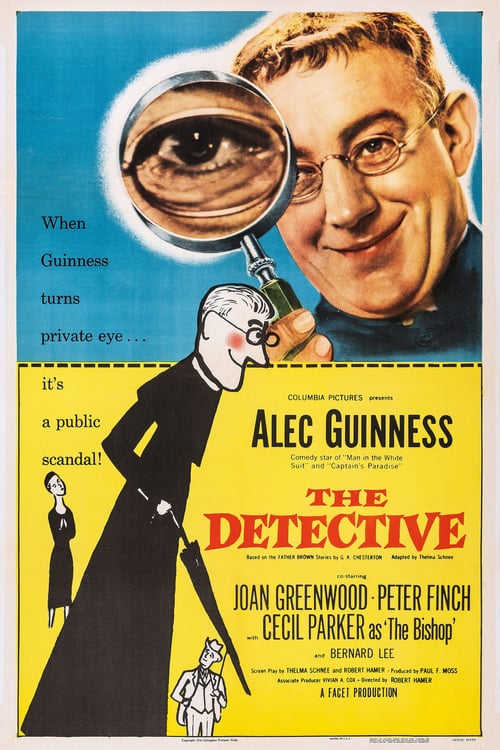 When
Guinness
turns
private eye...
it's
a public
scandal!
COLUMBIA PICTURES presents
ALEC GUINNESS
Comedy star of "Man in the White
Suit" and "Captain's Paradise"
THE
DETECTIVE
Based on the FATHER BROWN Stories by G. K. CHESTERTON Adapted by Thelma Schnee
co-starring
JOAN GREENWOOD · PETER FINCH
with CECIL PARKER as 'The Bishop'
and BERNARD LEE
Screen Play by THELMA SCHNEE and ROBERT HAMER · Produced by PAUL F. MOSS
Associate Producer VIVIAN A. COX · Directed by ROBERT HAMER
A FACET PRODUCTION